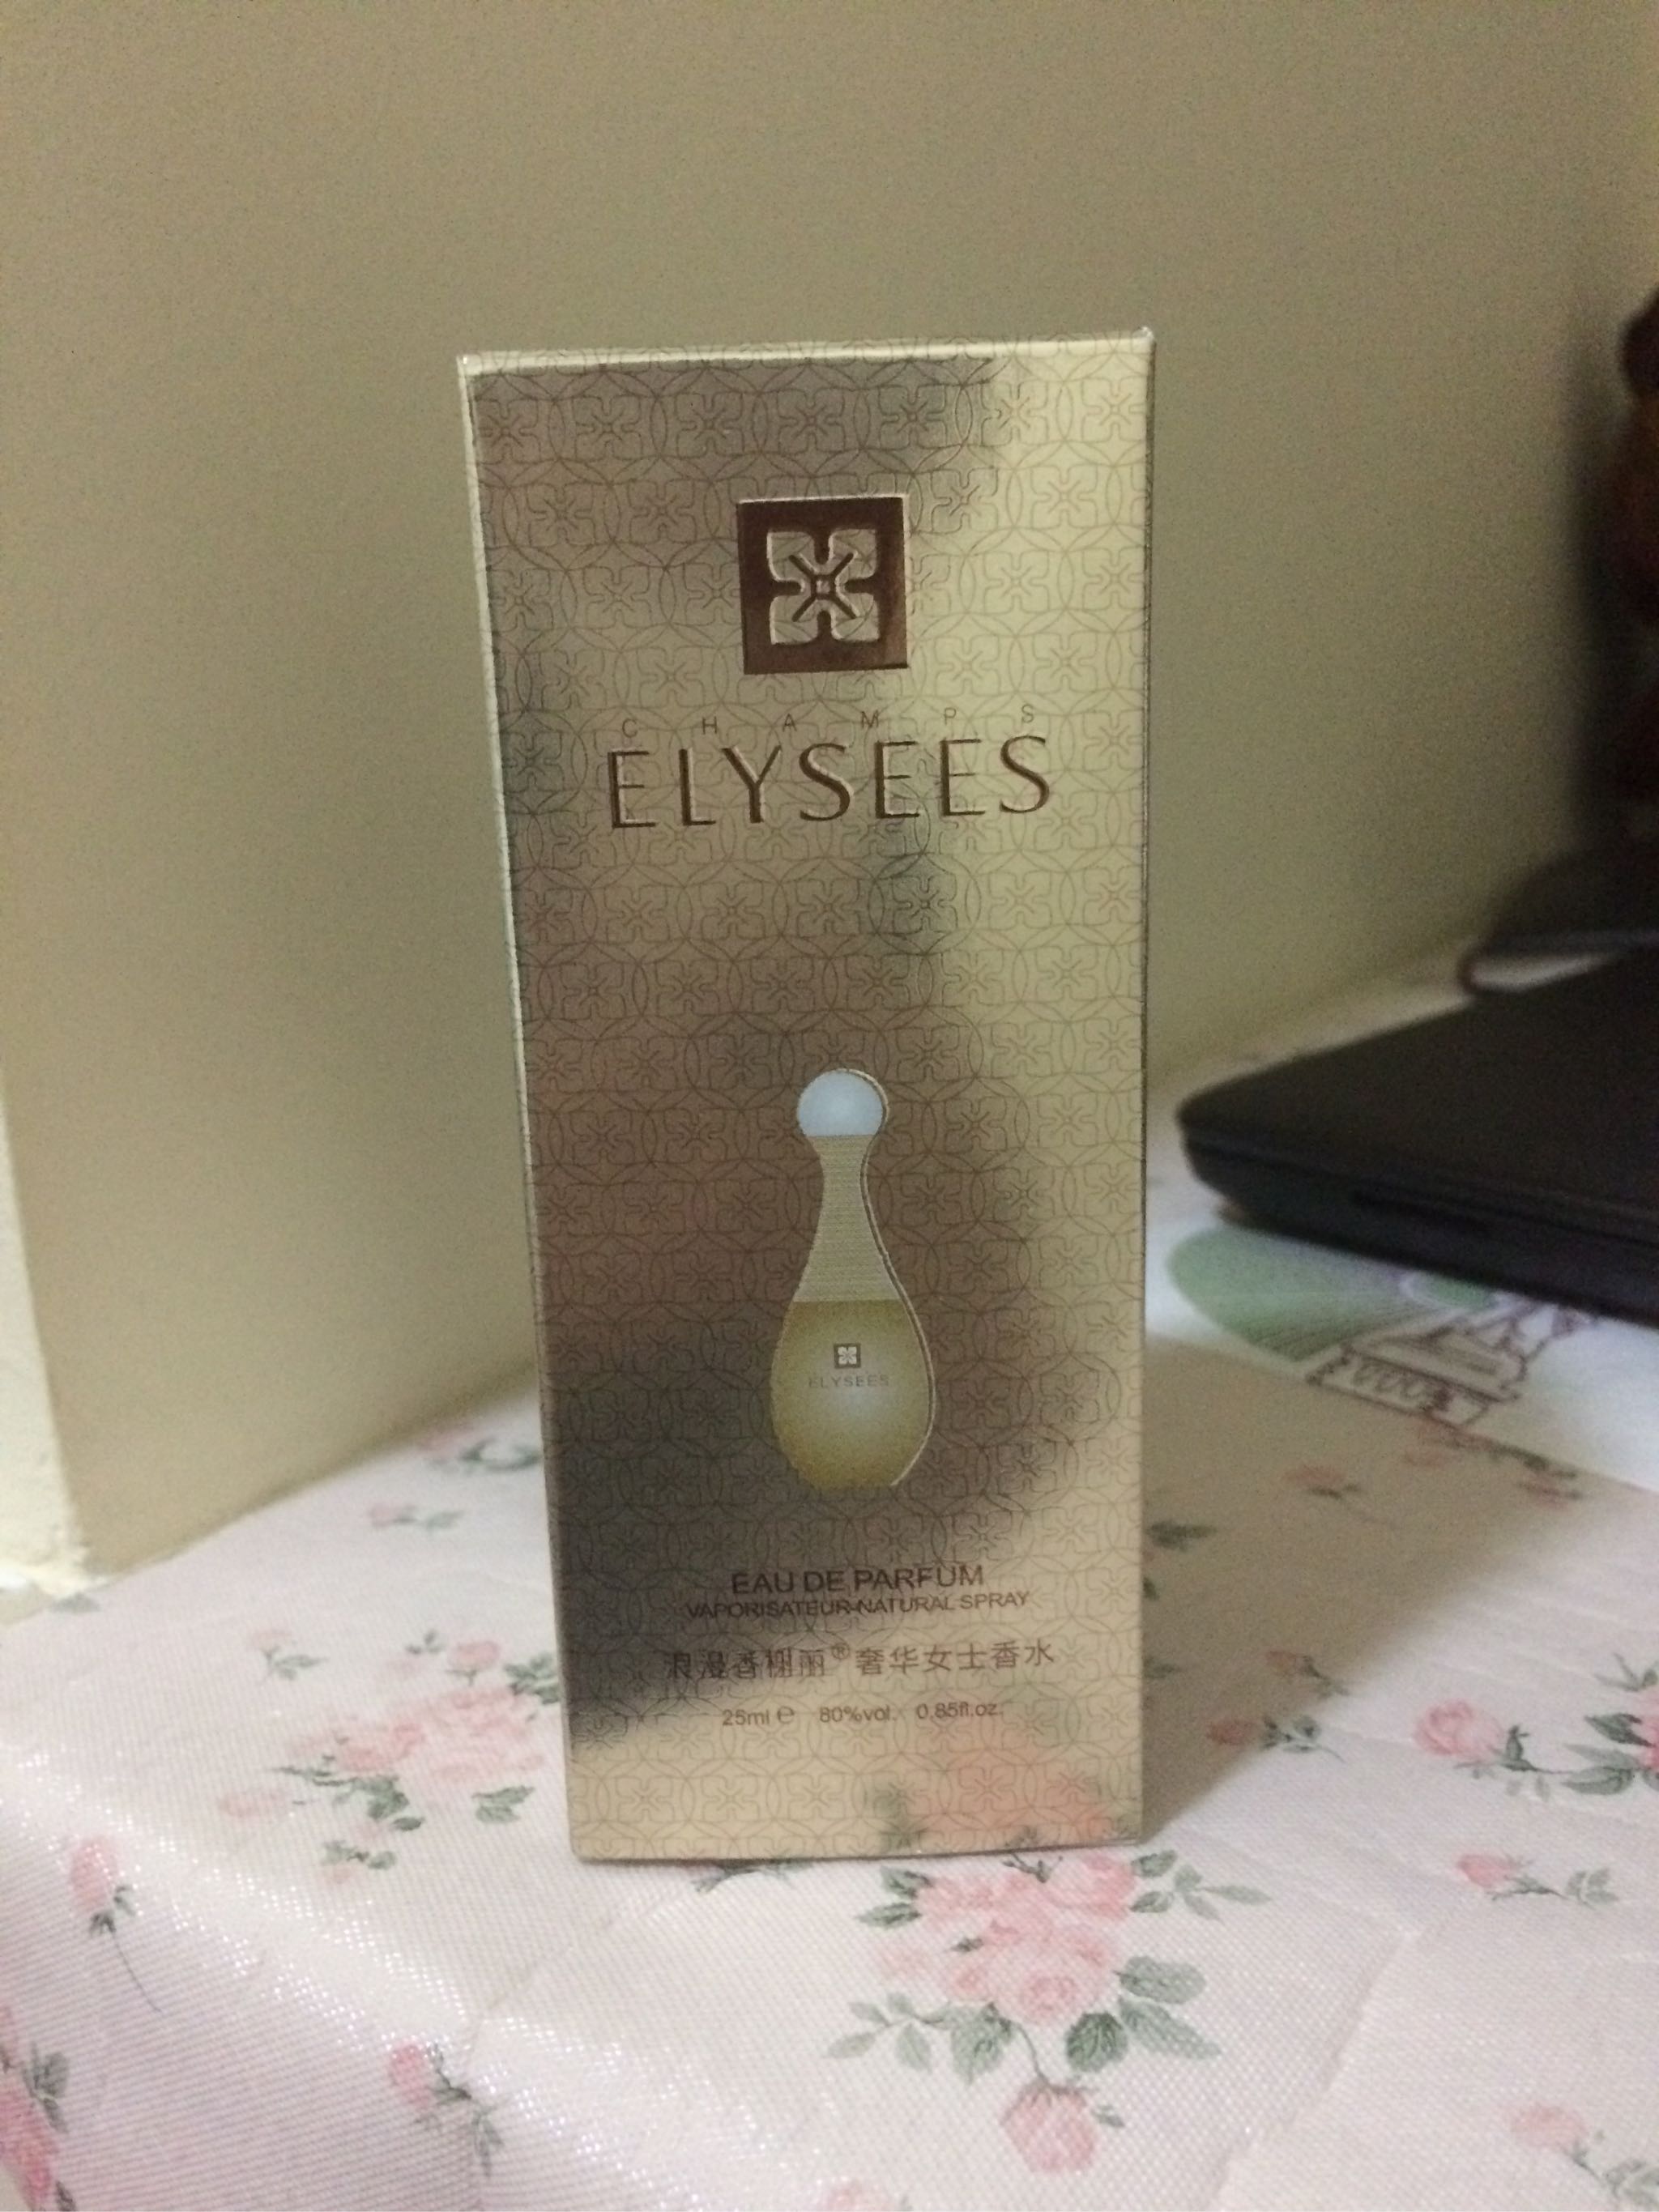 CHAMPS
ELYSEES
ELYSEES
EAU DE PARFUM
VAPORISATEUR-NATURAL SPRAY
浪漫香榭丽®奢华女士香水
25ml ℮ 80%vol. 0.85fl.oz.